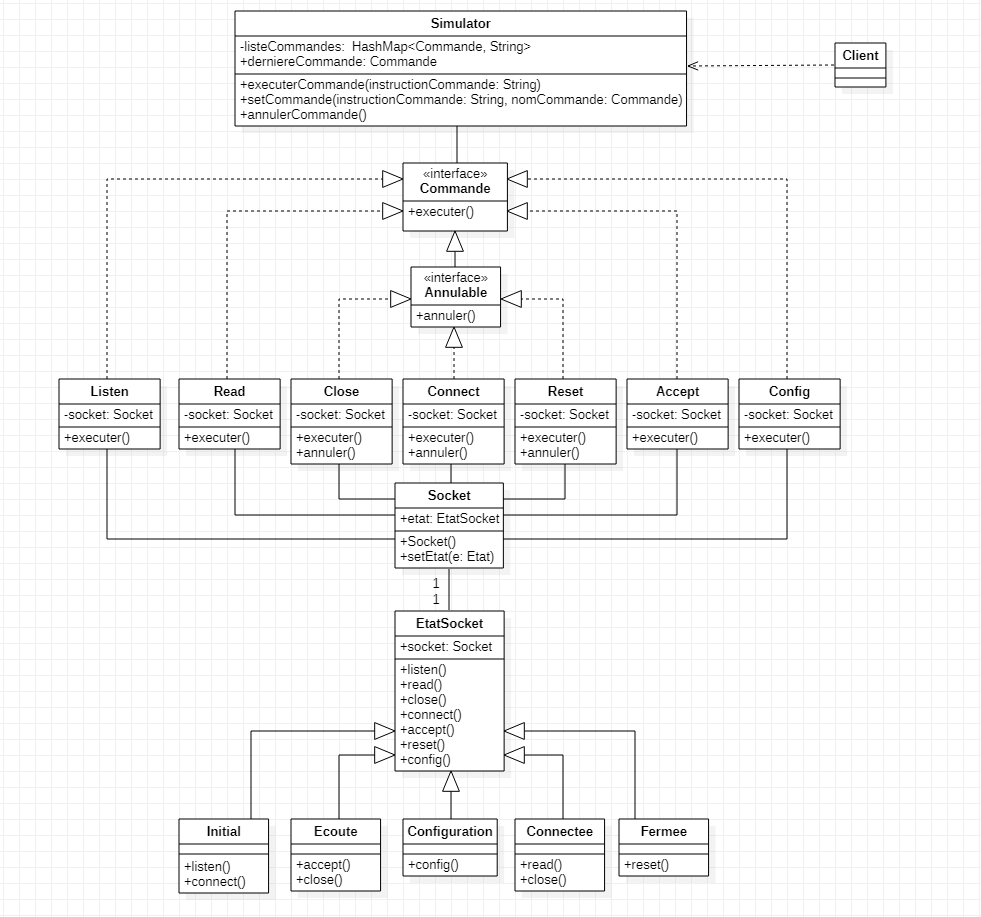 Simulator
-listeCommandes: HashMap<Commande, String>
+derniereCommande: Commande
+executerCommande(instructionCommande: String)
+setCommande(instructionCommande: String, nomCommande: Commande)
+annulerCommande()
Client
«interface»
Commande
+executer()
«interface»
Annulable
+annuler()
Listen
-socket: Socket
+executer()
Read
-socket: Socket
+executer()
Close
-socket: Socket
+executer()
+annuler()
Connect
-socket: Socket
+executer()
+annuler()
Reset
-socket: Socket
+executer()
+annuler()
Accept
-socket: Socket
+executer()
Config
-socket: Socket
+executer()
Socket
+etat: EtatSocket
+Socket()
+setEtat(e: Etat)
1
1
EtatSocket
+socket: Socket
+listen()
+read()
+close()
+connect()
+accept()
+reset()
+config()
Initial
+listen()
+connect()
Ecoute
+accept()
+close()
Configuration
+config()
Connectee
+read()
+close()
Fermee
+reset()